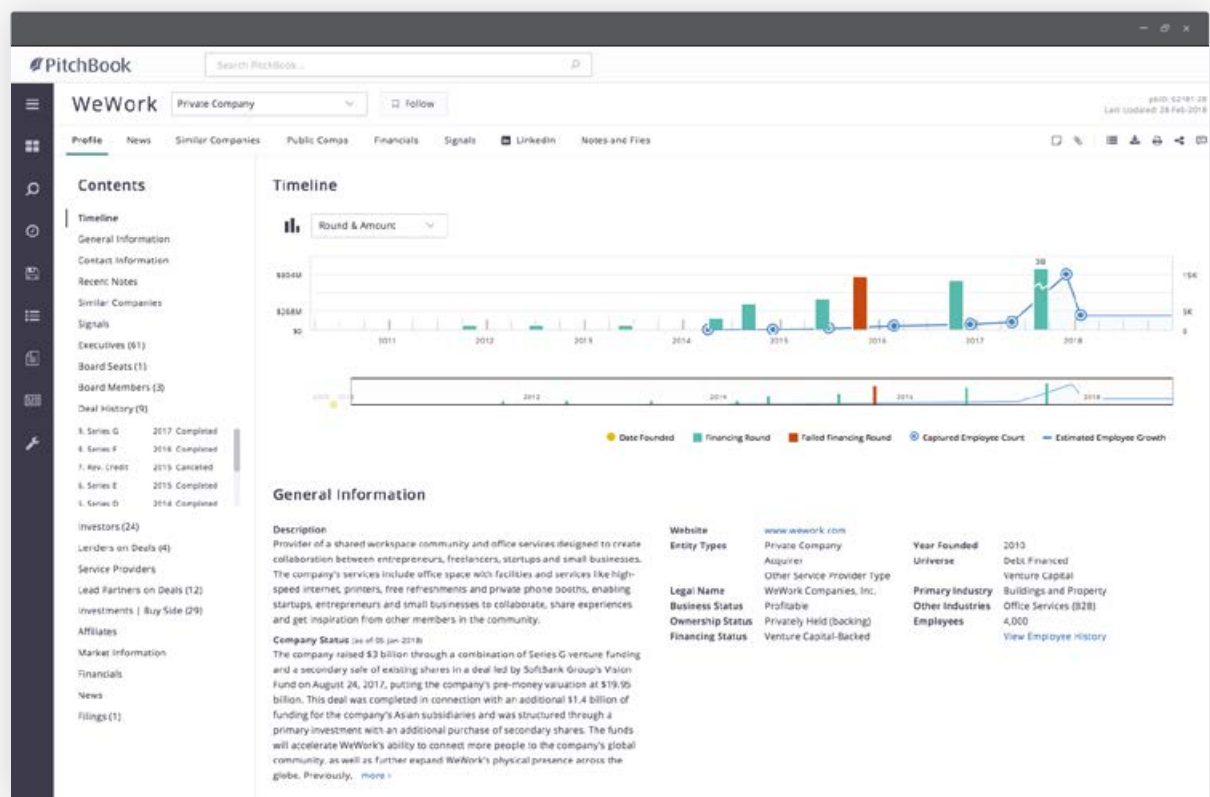 PitchBook
Search PitchBook...
WeWork
Private Company
Follow
pbID: 62181-28
Last Updated: 28-Feb-2018
Profile News Similar Companies Public Comps Financials Signals LinkedIn Notes and Files
Contents
Timeline
General Information
Contact Information
Recent Notes
Similar Companies
Signals
Executives (61)
Board Seats (1)
Board Members (3)
Deal History (9)
9. Series G 2017 Completed
8. Series F 2016 Completed
7. Rev. Credit 2015 Canceled
6. Series E 2015 Completed
5. Series D 2014 Completed
Investors (24)
Lenders on Deals (4)
Service Providers
Lead Partners on Deals (12)
Investments | Buy Side (29)
Affiliates
Market Information
Financials
News
Filings (1)
Timeline
Round & Amount
3B
$804M
$268M
$0
15K
5K
0
2011 2012 2013 2014 2015 2016 2017 2018
2012 2014 2016 2018
Date Founded Financing Round Failed Financing Round Captured Employee Count Estimated Employee Growth
General Information
Description
Provider of a shared workspace community and office services designed to create
collaboration between entrepreneurs, freelancers, startups and small businesses.
The company's services include office space with facilities and services like high-
speed internet, printers, free refreshments and private phone booths, enabling
startups, entrepreneurs and small businesses to collaborate, share experiences
and get inspiration from other members in the community.
Company Status (as of 05-Jan-2018)
The company raised $3 billion through a combination of Series G venture funding
and a secondary sale of existing shares in a deal led by SoftBank Group's Vision
Fund on August 24, 2017, putting the company's pre-money valuation at $19.95
billion. This deal was completed in connection with an additional $1.4 billion of
funding for the company's Asian subsidiaries and was structured through a
primary investment with an additional purchase of secondary shares. The funds
will accelerate WeWork's ability to connect more people to the company's global
community, as well as further expand WeWork's physical presence across the
globe. Previously, more ›
Website www.wework.com
Entity Types Private Company
Acquirer
Other Service Provider Type
Legal Name WeWork Companies, Inc.
Business Status Profitable
Ownership Status Privately Held (backing)
Financing Status Venture Capital-Backed
Year Founded 2010
Universe Debt Financed
Venture Capital
Primary Industry Buildings and Property
Other Industries Office Services (B2B)
Employees 4,000
View Employee History